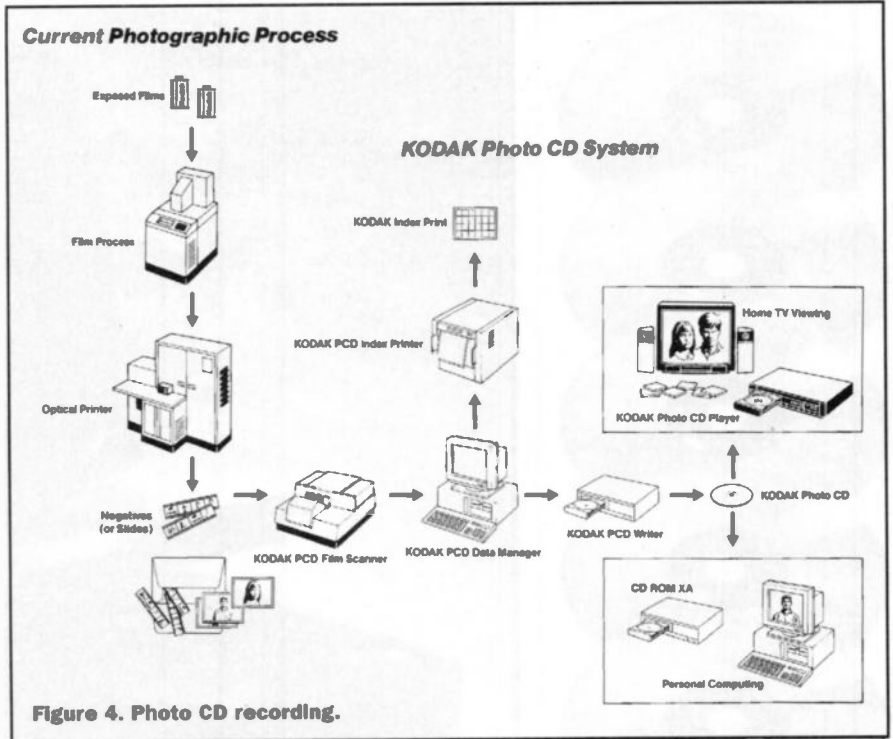 Current Photographic Process
Exposed Films
KODAK Photo CD System
Film Process
KODAK Index Print
KODAK PCD Index Printer
Home TV Viewing
Optical Printer
KODAK Photo CD Player
Negatives
(or Slides)
KODAK PCD Film Scanner
KODAK PCD Data Manager
KODAK PCD Writer
KODAK Photo CD
CD ROM XA
Personal Computing
Figure 4. Photo CD recording.